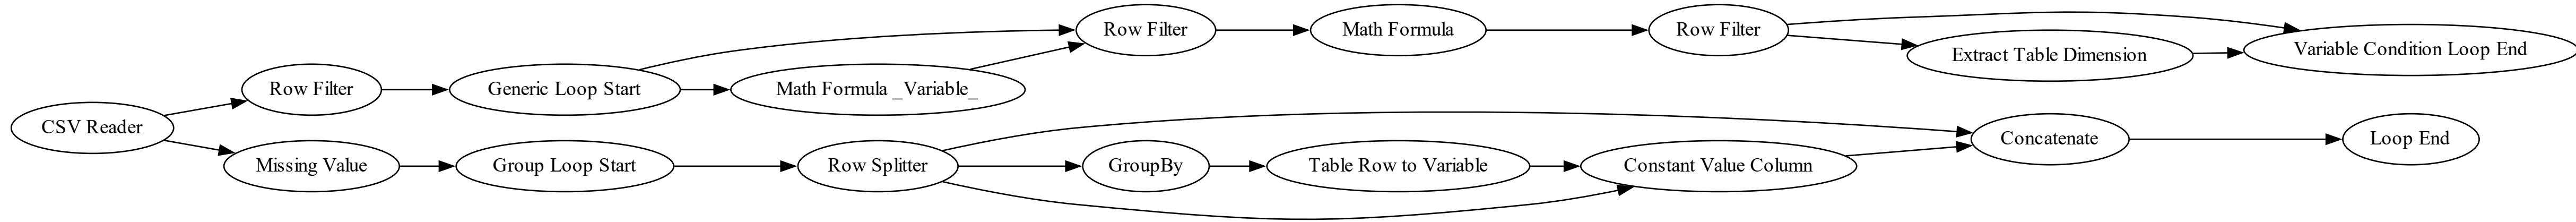 CSV Reader
Row Filter
Generic Loop Start
Math Formula _Variable_
Row Filter
Math Formula
Row Filter
Extract Table Dimension
Variable Condition Loop End
Missing Value
Group Loop Start
Row Splitter
GroupBy
Table Row to Variable
Constant Value Column
Concatenate
Loop End